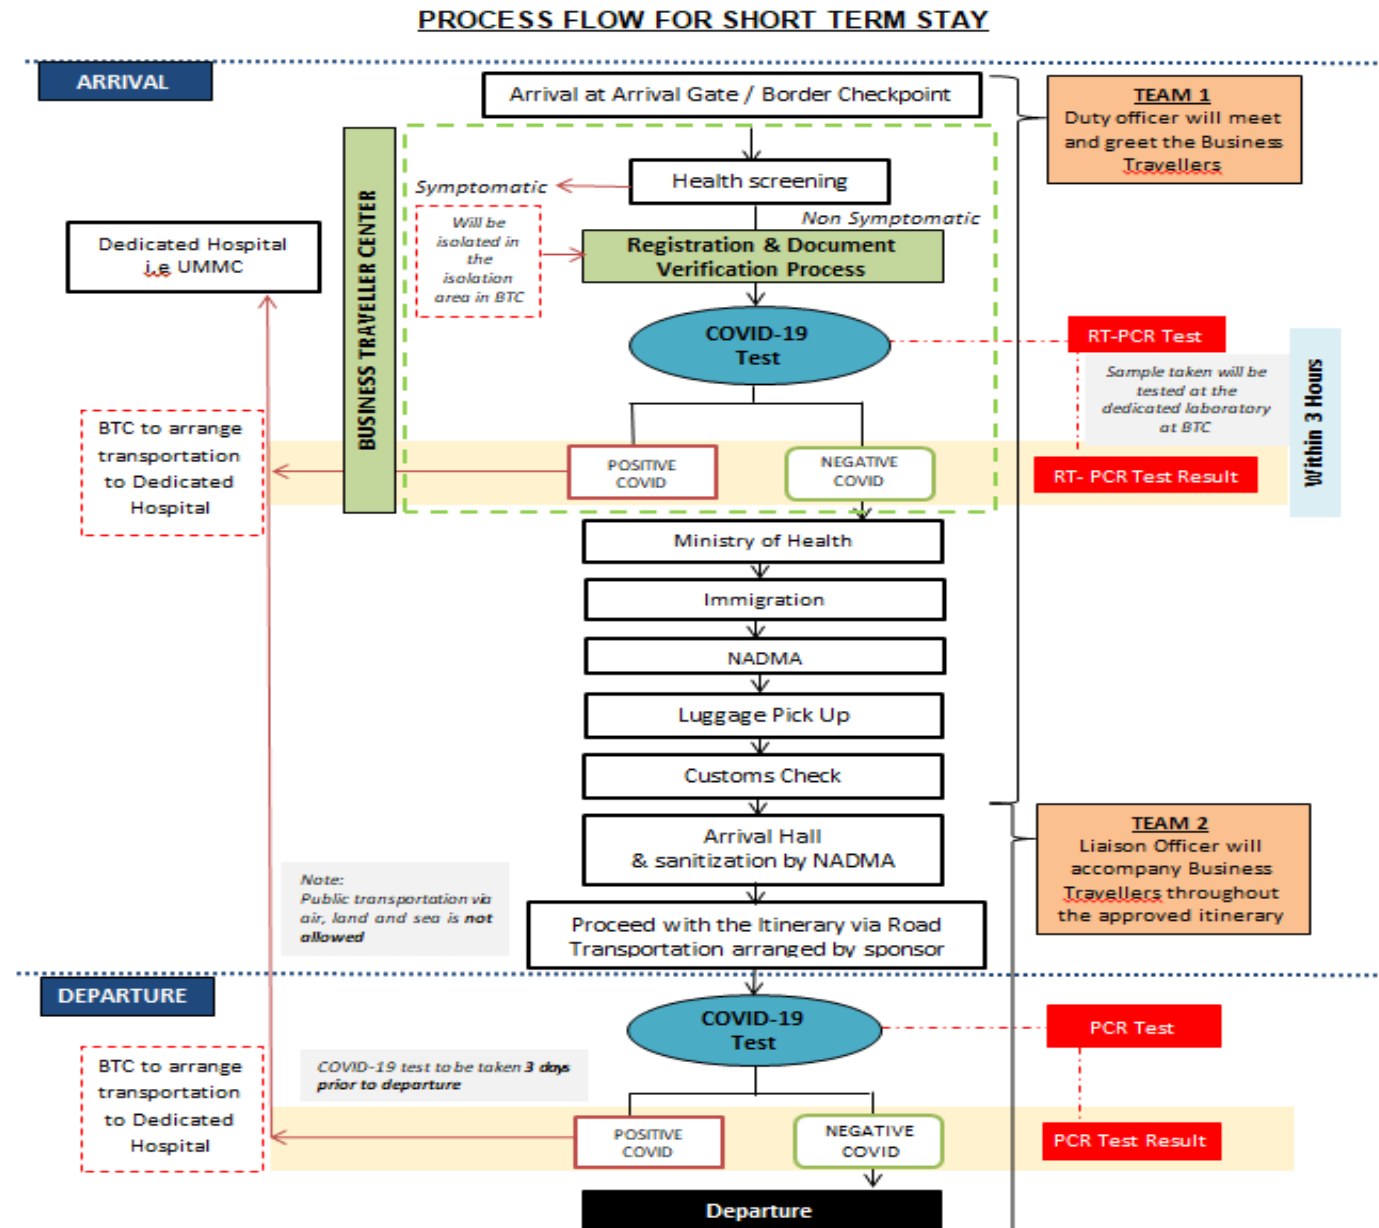 PROCESS FLOW FOR SHORT TERM STAY
ARRIVAL
Arrival at Arrival Gate / Border Checkpoint
TEAM 1
Duty officer will meet
and greet the Business
Travellers
BUSINESS TRAVELLER CENTER
Health screening
Symptomatic
Non Symptomatic
Will be
isolated in
the
isolation
area in BTC
Registration & Document
Verification Process
Dedicated Hospital
i,e UMMC
COVID-19
Test
RT-PCR Test
Sample taken will be
tested at the
dedicated laboratory
at BTC
Within 3 Hours
RT- PCR Test Result
BTC to arrange
transportation
to Dedicated
Hospital
POSITIVE
COVID
NEGATIVE
COVID
Ministry of Health
Immigration
NADMA
Luggage Pick Up
Customs Check
Arrival Hall
& sanitization by NADMA
TEAM 2
Liaison Officer will
accompany Business
Travellers throughout
the approved itinerary
Note:
Public transportation via
air, land and sea is not
allowed
Proceed with the Itinerary via Road
Transportation arranged by sponsor
DEPARTURE
COVID-19
Test
PCR Test
BTC to arrange
transportation
to Dedicated
Hospital
COVID-19 test to be taken 3 days
prior to departure
POSITIVE
COVID
NEGATIVE
COVID
PCR Test Result
Departure